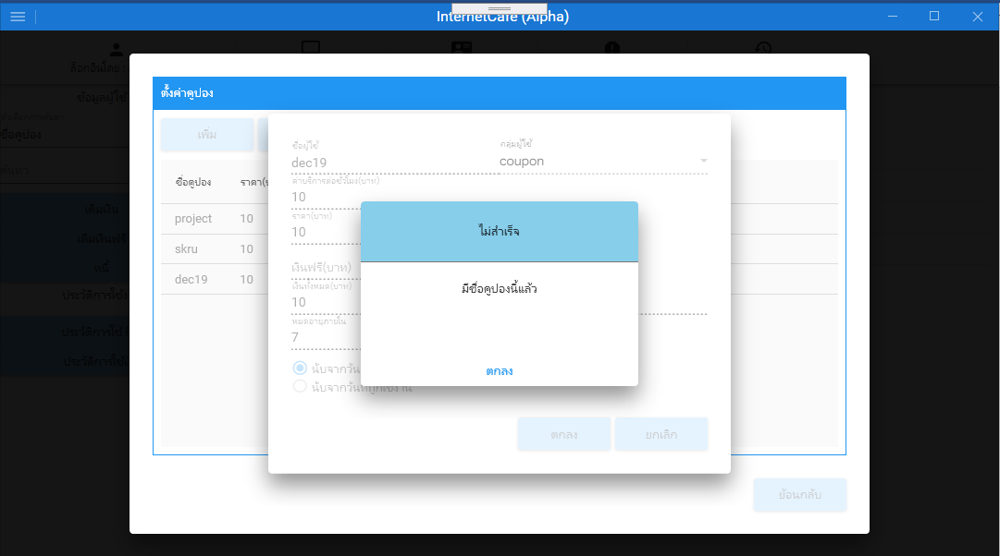 InternetCafe (Alpha)
ล็อกอินโดย :
ข้อมูลผู้ใช้
ชื่อคูปอง
ค้นหา
เติมเงิน
เติมเงินฟรี
หนี้
ประวัติการใช้
ประวัติการใช้
ประวัติการใช้
ตั้งค่าคูปอง
เพิ่ม
ชื่อคูปอง ราคา(บ
project 10
skru 10
dec19 10
ชื่อผู้ใช้ กลุ่มผู้ใช้
dec19 coupon
ค่าบริการต่อชั่วโมง(บาท)
10
ราคา(บาท)
10
เงินฟรี(บาท)
เงินทั้งหมด(บาท)
10
หมดอายุภายใน
7
นับจากวัน
นับจากวันที่ถูกใช้งาน
ตกลง ยกเลิก
ไม่สำเร็จ
มีชื่อคูปองนี้แล้ว
ตกลง
ย้อนกลับ